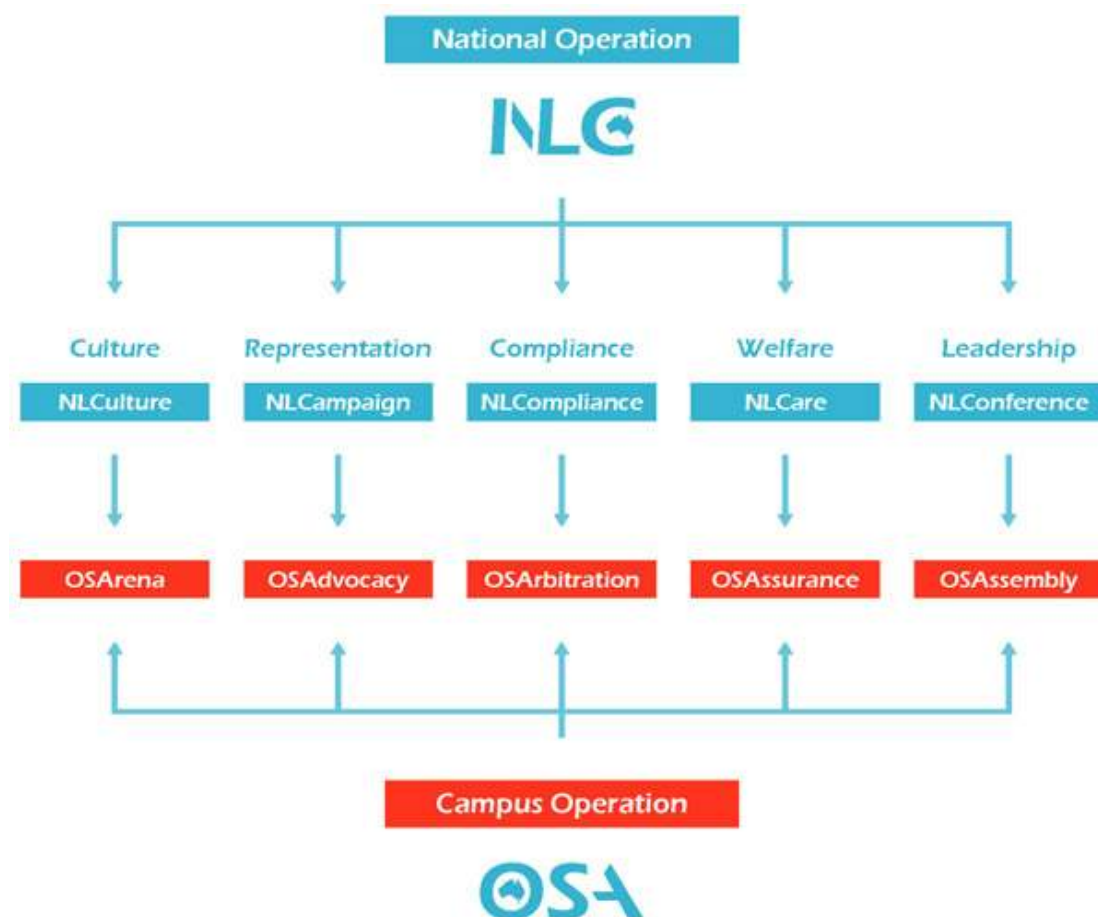 National Operation
NLC
Culture Representation Compliance Welfare Leadership
NLCulture NLCampaign NLCompliance NLCare NLConference
OSArena OSAdvocacy OSArbitration OSAssurance OSAssembly
Campus Operation
OSA